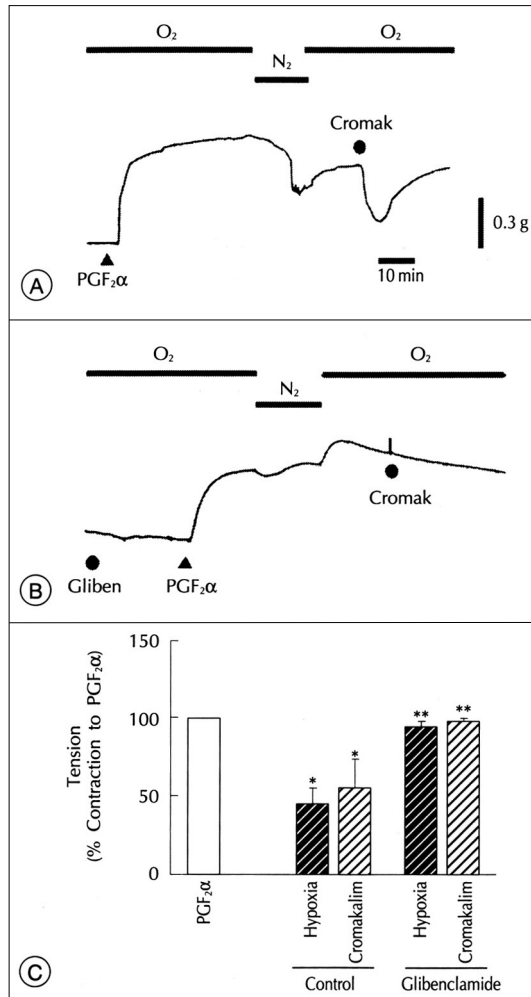 O₂ O₂
N₂
Cromak
0.3 g
10 min
PGF₂α
A
O₂ O₂
N₂
Cromak
Gliben PGF₂α
B
150
100
50
0
Tension
(% Contraction to PGF₂α)
* * ** **
PGF₂α Hypoxia Cromakalim Hypoxia Cromakalim
Control Glibenclamide
C